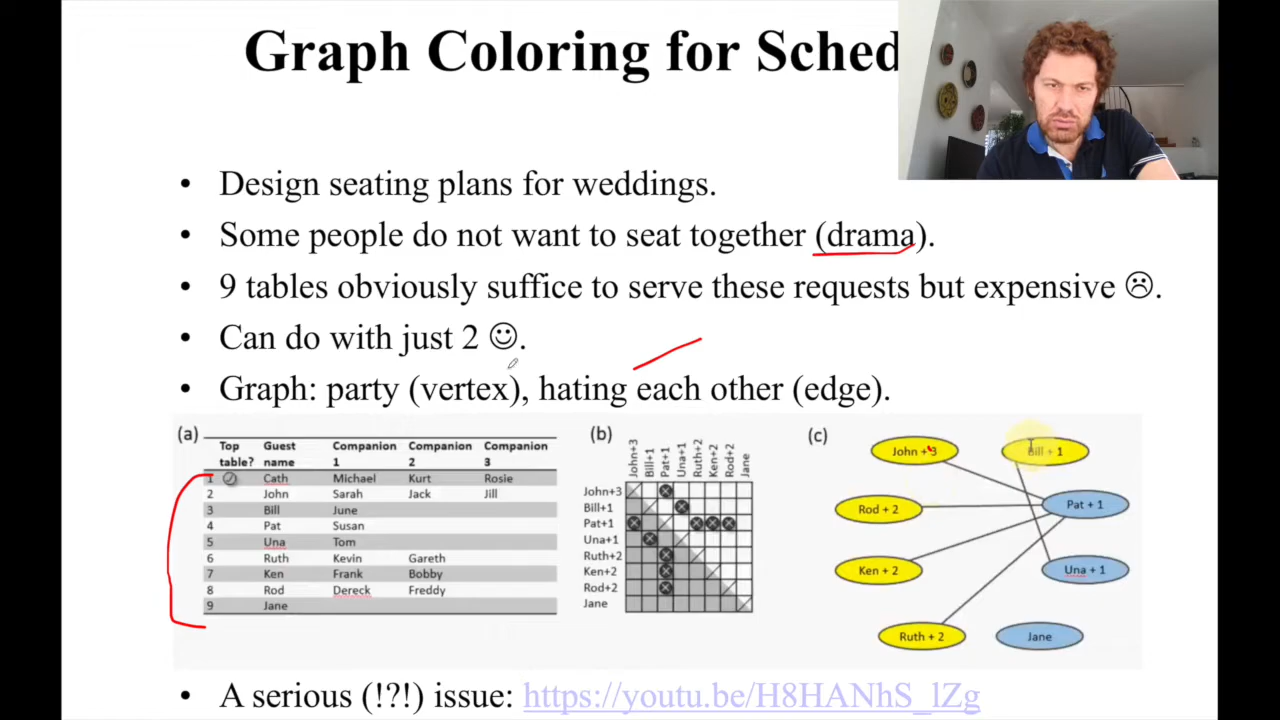 Graph Coloring for Sched
• Design seating plans for weddings.
• Some people do not want to seat together (drama).
• 9 tables obviously suffice to serve these requests but expensive ☹.
• Can do with just 2 ☺.
• Graph: party (vertex), hating each other (edge).
(a)
Top table? Guest name Companion 1 Companion 2 Companion 3
1 Cath Michael Kurt Rosie
2 John Sarah Jack Jill
3 Bill June
4 Pat Susan
5 Una Tom
6 Ruth Kevin Gareth
7 Ken Frank Bobby
8 Rod Dereck Freddy
9 Jane
(b)
John+3 Bill+1 Pat+1 Una+1 Ruth+2 Ken+2 Rod+2 Jane
John+3
Bill+1
Pat+1
Una+1
Ruth+2
Ken+2
Rod+2
Jane
(c)
John + 3
Bill + 1
Rod + 2
Pat + 1
Ken + 2
Una + 1
Ruth + 2
Jane
• A serious (!?!) issue: https://youtu.be/H8HANhS_lZg